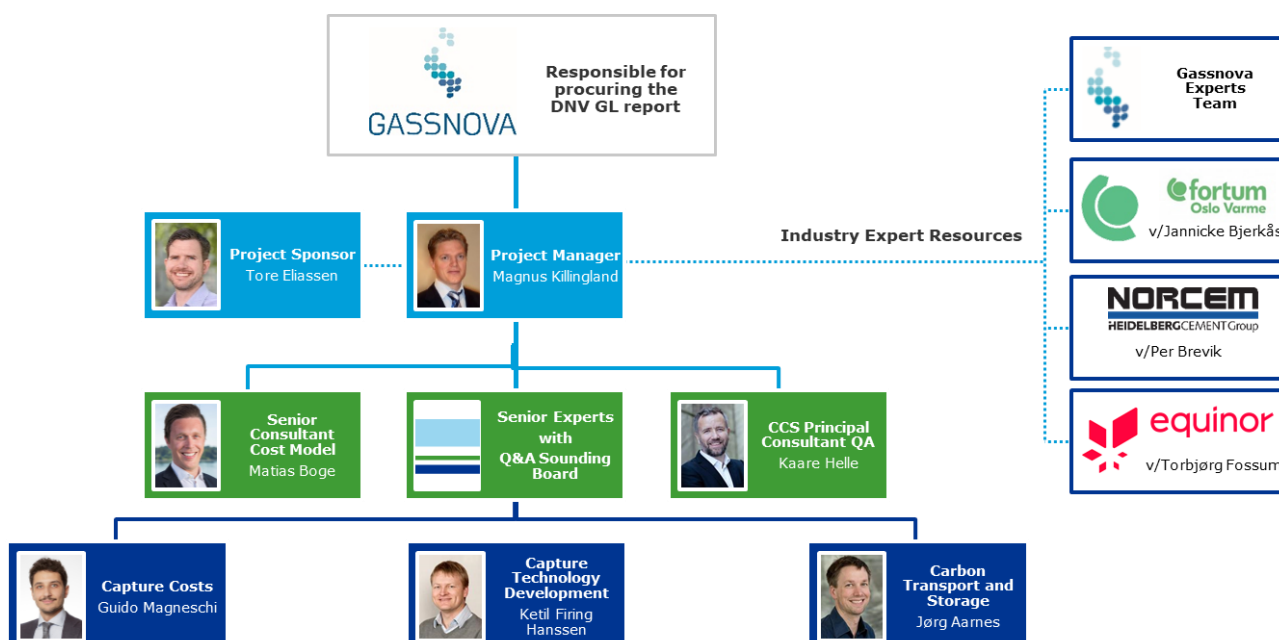 GASSNOVA
Responsible for
procuring the
DNV GL report
Gassnova
Experts
Team
fortum
Oslo Varme
v/Jannicke Bjerkås
Industry Expert Resources
Project Sponsor
Tore Eliassen
Project Manager
Magnus Killingland
NORCEM
HEIDELBERGCEMENT Group
v/Per Brevik
Senior
Consultant
Cost Model
Matias Boge
Senior Experts
with
Q&A Sounding
Board
CCS Principal
Consultant QA
Kaare Helle
equinor
v/Torbjørg Fossum
Capture Costs
Guido Magneschi
Capture
Technology
Development
Ketil Firing
Hanssen
Carbon
Transport and
Storage
Jørg Aarnes